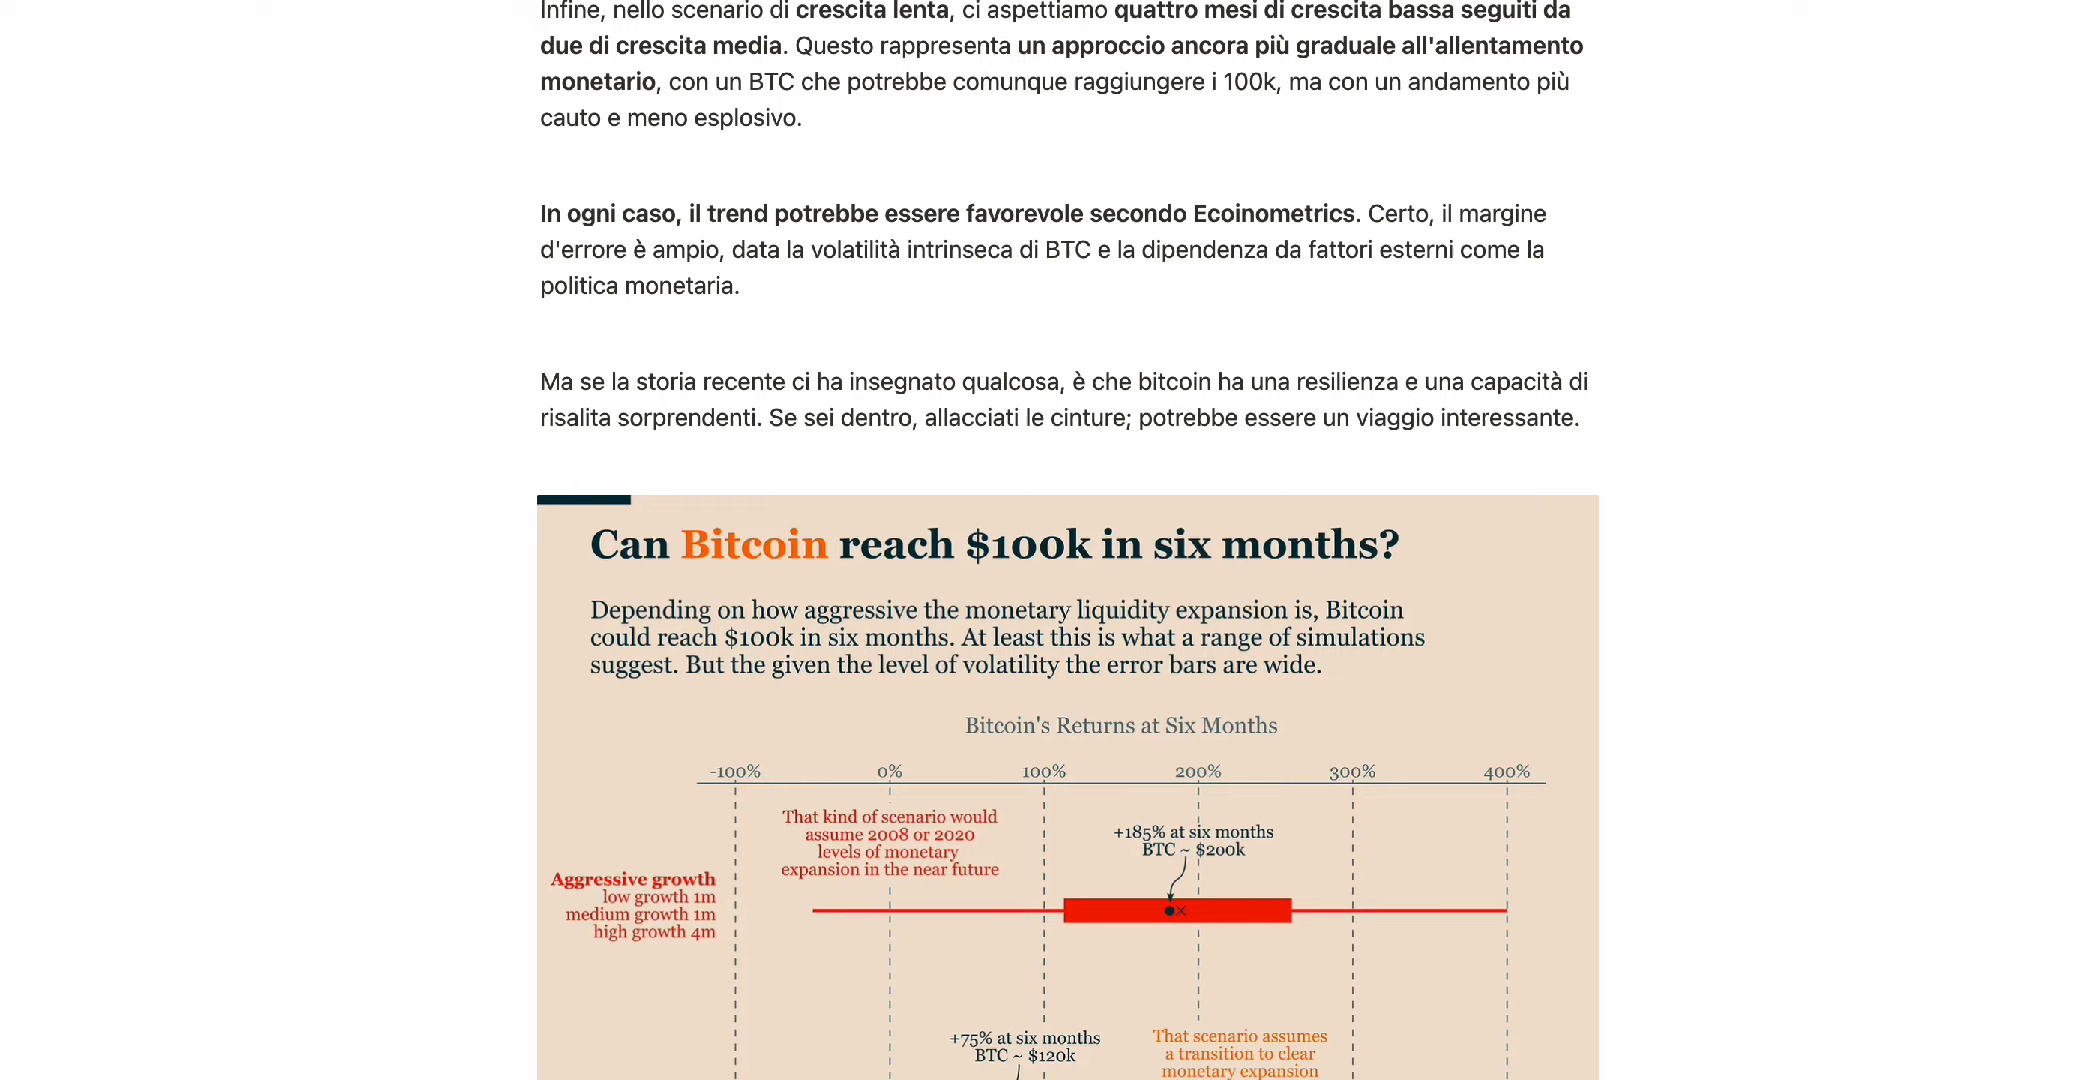 Infine, nello scenario di crescita lenta, ci aspettiamo quattro mesi di crescita bassa seguiti da
due di crescita media. Questo rappresenta un approccio ancora più graduale all'allentamento
monetario, con un BTC che potrebbe comunque raggiungere i 100k, ma con un andamento più
cauto e meno esplosivo.
In ogni caso, il trend potrebbe essere favorevole secondo Ecoinometrics. Certo, il margine
d'errore è ampio, data la volatilità intrinseca di BTC e la dipendenza da fattori esterni come la
politica monetaria.
Ma se la storia recente ci ha insegnato qualcosa, è che bitcoin ha una resilienza e una capacità di
risalita sorprendenti. Se sei dentro, allacciati le cinture; potrebbe essere un viaggio interessante.
Can Bitcoin reach $100k in six months?
Depending on how aggressive the monetary liquidity expansion is, Bitcoin
could reach $100k in six months. At least this is what a range of simulations
suggest. But the given the level of volatility the error bars are wide.
Bitcoin's Returns at Six Months
-100% 0% 100% 200% 300% 400%
That kind of scenario would
assume 2008 or 2020
levels of monetary
expansion in the near future
+185% at six months
BTC ~ $200k
Aggressive growth
low growth 1m
medium growth 1m
high growth 4m
+75% at six months
BTC ~ $120k
That scenario assumes
a transition to clear
monetary expansion